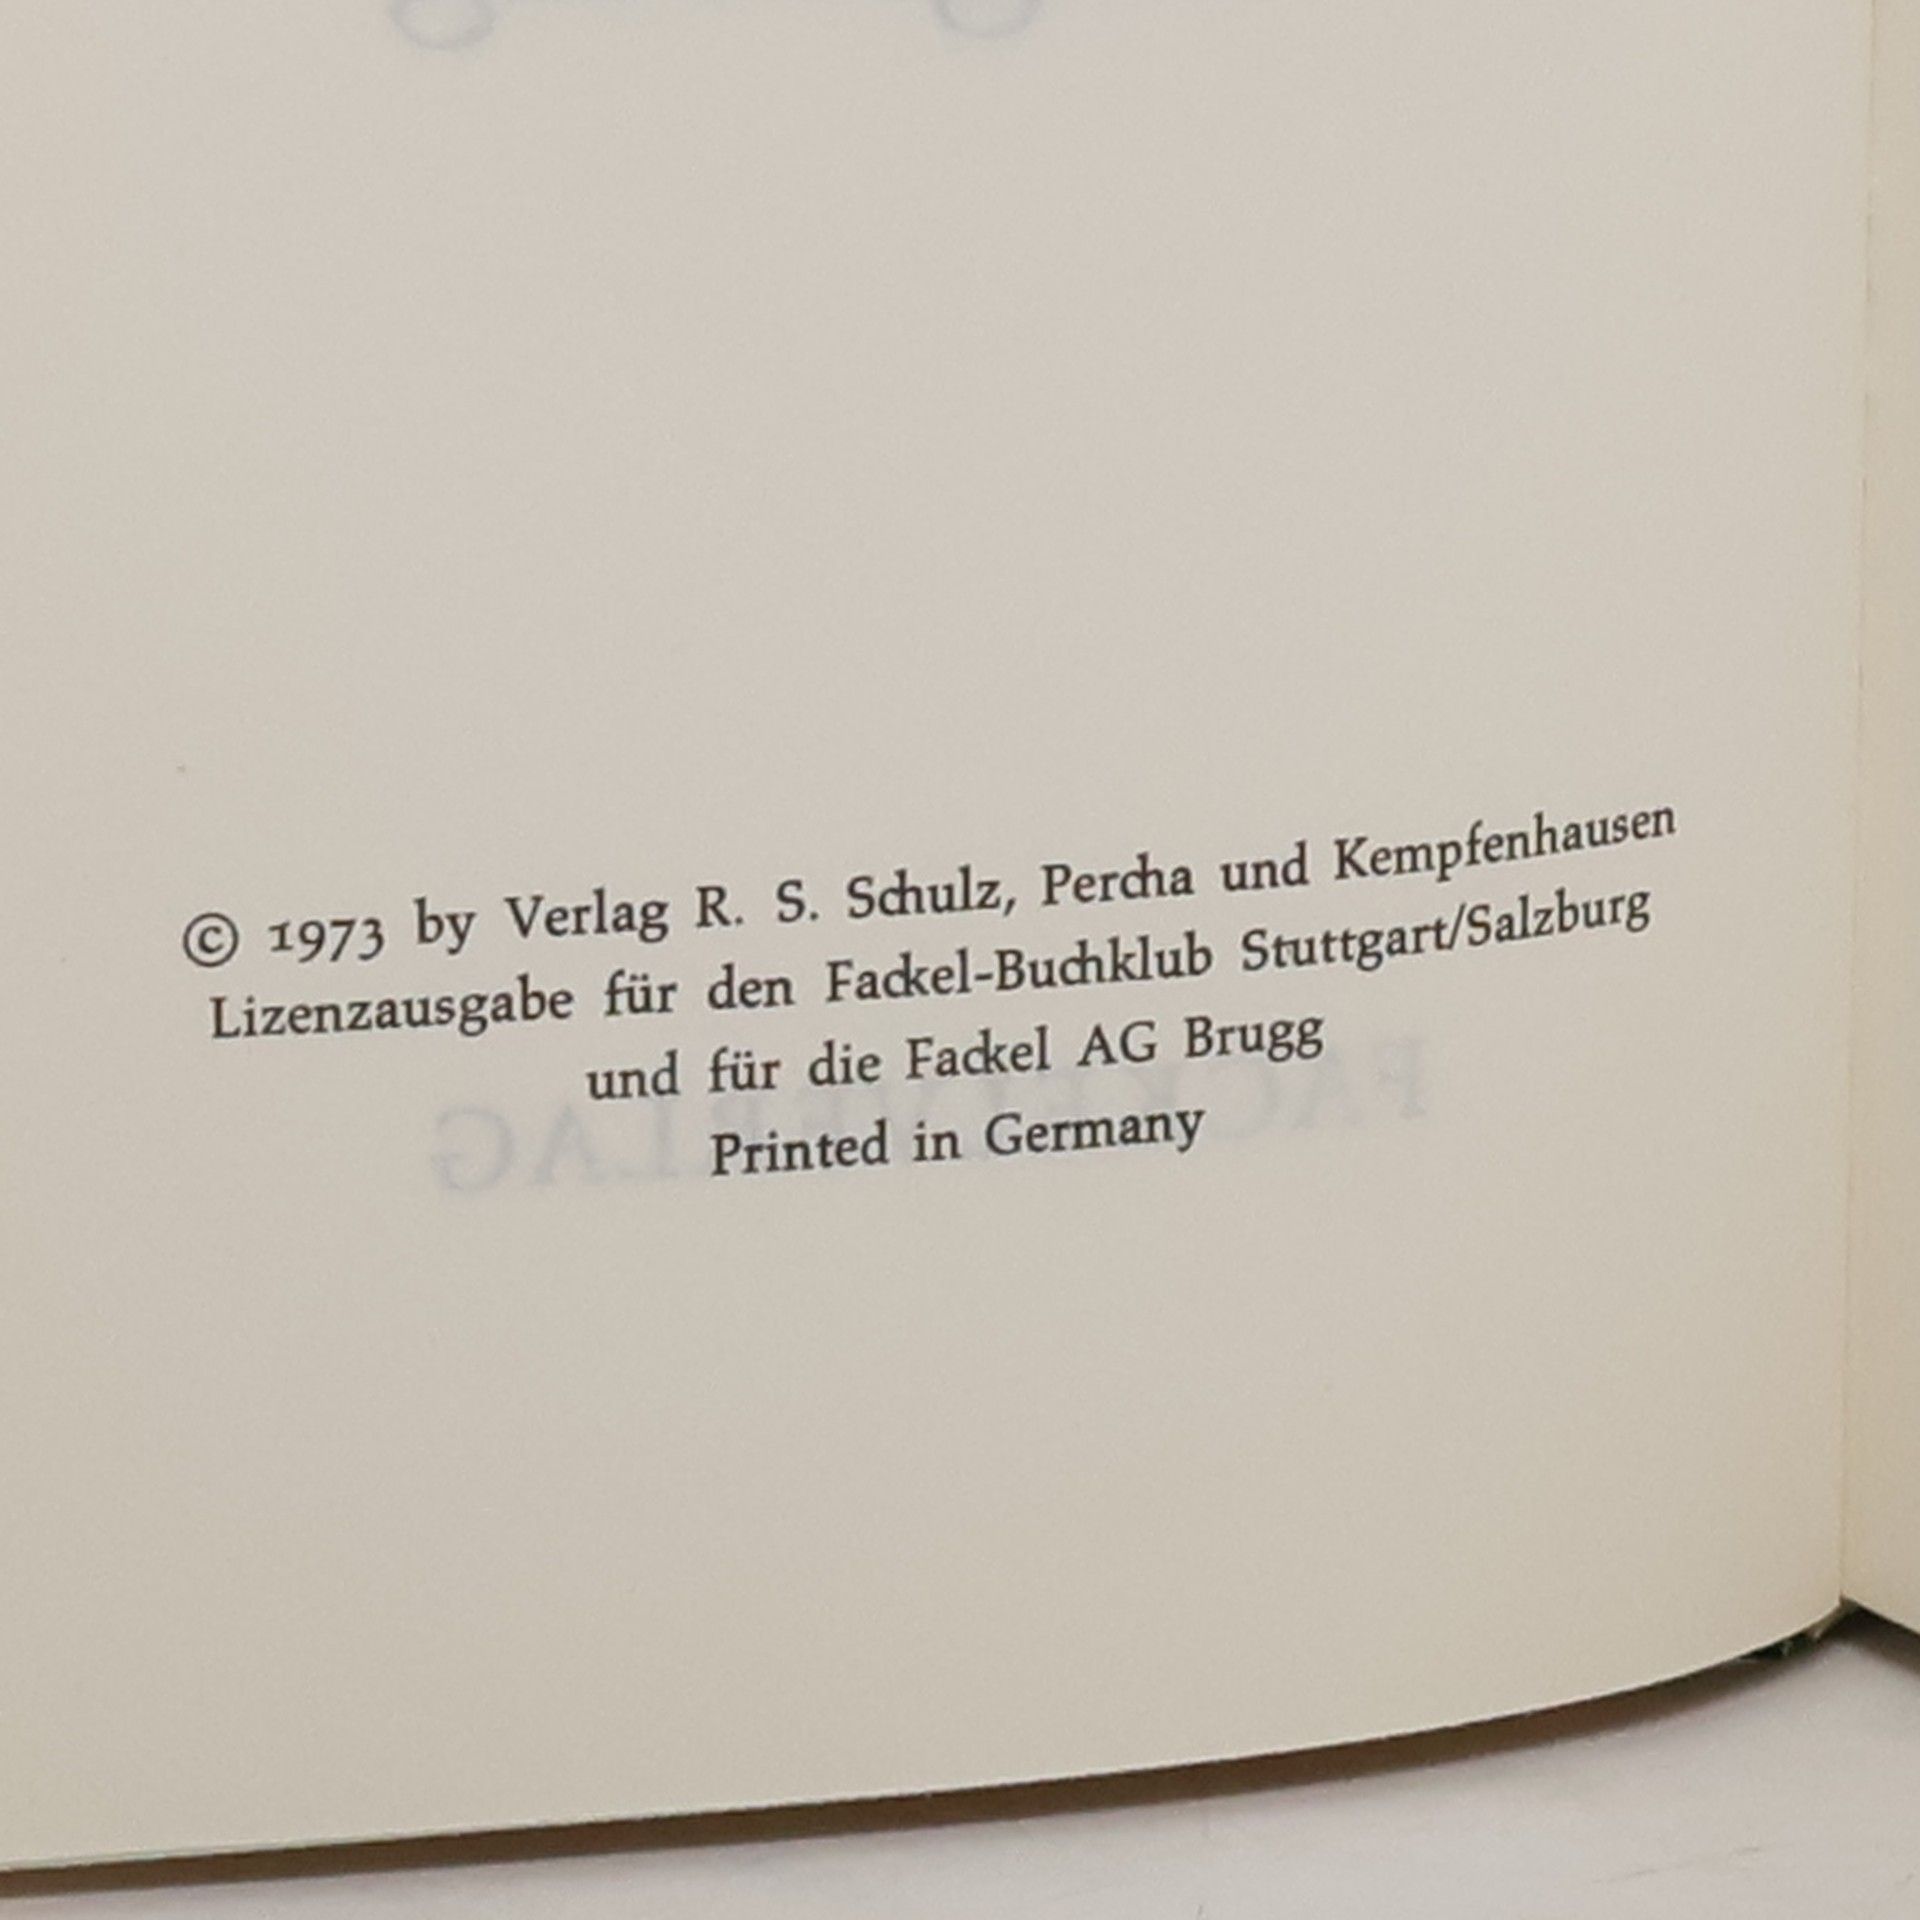 © 1973 by Verlag R. S. Schulz, Percha und Kempfenhausen
Lizenzausgabe für den Fackel-Buchklub Stuttgart/Salzburg
und für die Fackel AG Brugg
Printed in Germany